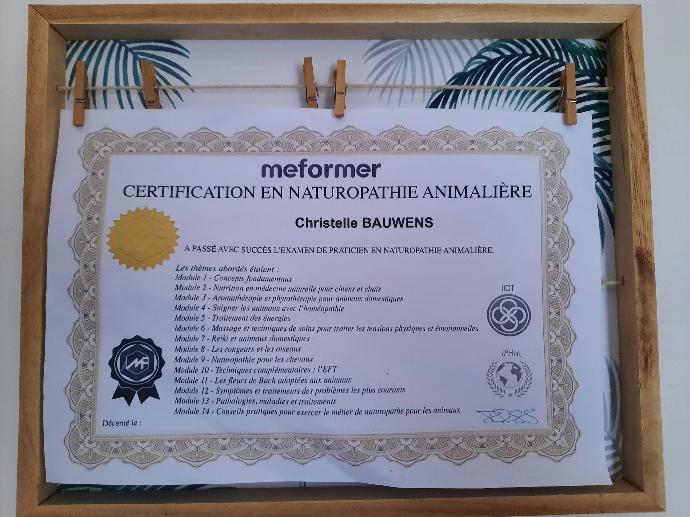 meformer
CERTIFICATION EN NATUROPATHIE ANIMALIÈRE
Christelle BAUWENS
A PASSÉ AVEC SUCCÈS L'EXAMEN DE PRATICIEN EN NATUROPATHIE ANIMALIÈRE.
Les thèmes abordés étaient :
Module 1 - Concepts fondamentaux
Module 2 - Nutrition en médecine naturelle pour chiens et chats
Module 3 - Aromathérapie et phytothérapie pour animaux domestiques
Module 4 - Soigner les animaux avec l'homéopathie
Module 5 - Traitement des énergies
Module 6 - Massage et techniques de soins pour traiter les tensions physiques et émotionnelles
Module 7 - Reiki et animaux domestiques
Module 8 - Les rongeurs et les oiseaux
Module 9 - Naturopathie pour les chevaux
Module 10 - Techniques complémentaires : l'EFT
Module 11 - Les fleurs de Bach adaptées aux animaux
Module 12 - Symptômes et traitements des problèmes les plus courants
Module 13 - Pathologies, maladies et traitements
Module 14 - Conseils pratiques pour exercer le métier de naturopathe pour les animaux
Décerné le :
IICT
IPHM
MF